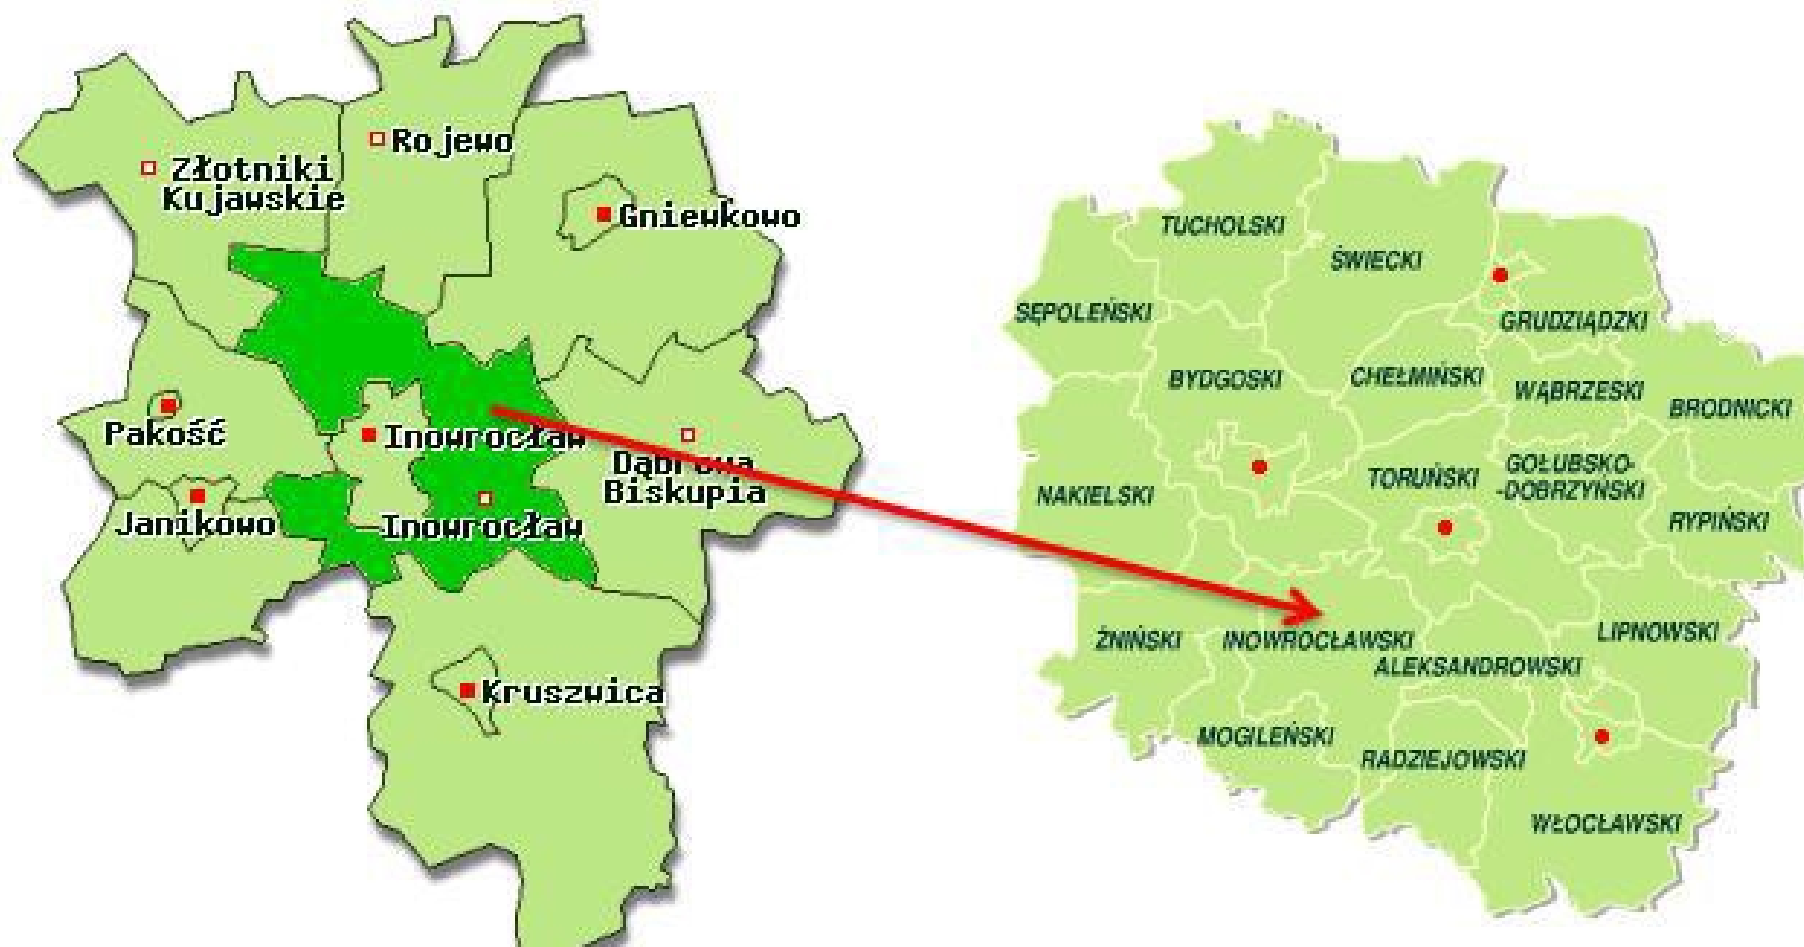 Rojewo
Złotniki
Kujawskie
Gniewkowo
Pakość
Inowrocław
Dąbrowa
Biskupia
Janikowo
Inowrocław
Kruszwica
TUCHOLSKI
ŚWIECKI
SĘPOLEŃSKI
GRUDZIĄDZKI
BYDGOSKI
CHEŁMIŃSKI
WĄBRZESKI
BRODNICKI
NAKIELSKI
TORUŃSKI
GOŁUBSKO-
-DOBRZYŃSKI
RYPIŃSKI
ŻNIŃSKI
INOWROCŁAWSKI
LIPNOWSKI
ALEKSANDROWSKI
MOGILEŃSKI
RADZIEJOWSKI
WŁOCŁAWSKI